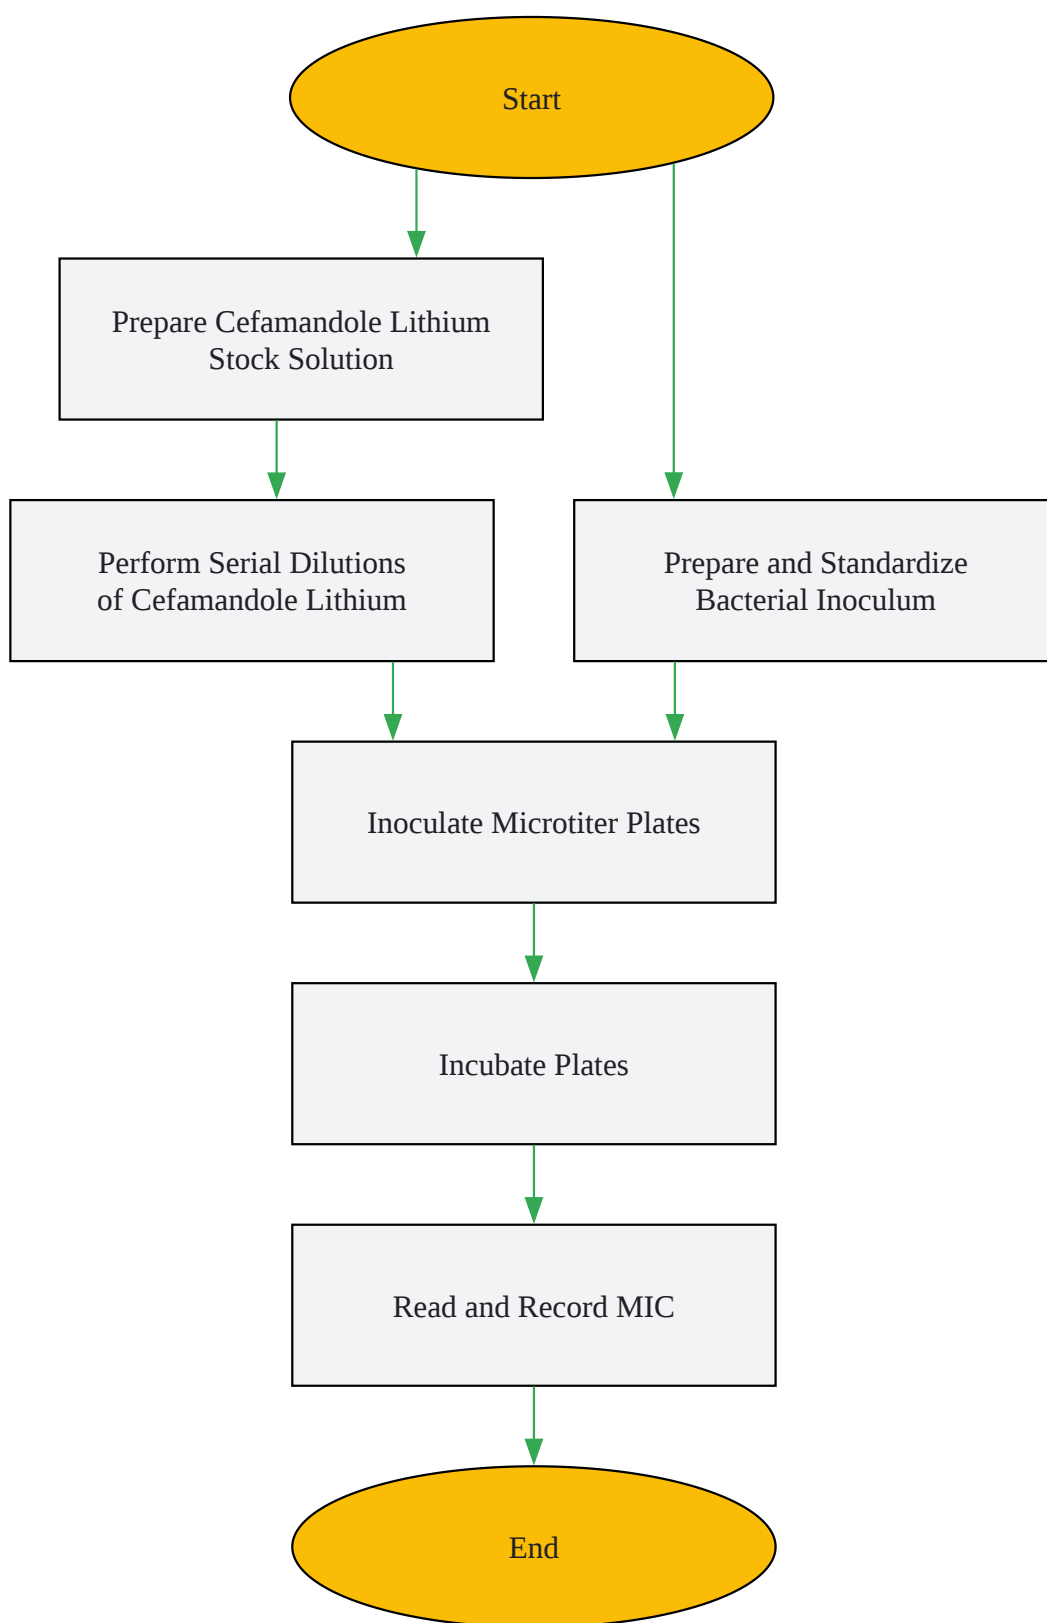 Start
Prepare Cefamandole Lithium
Stock Solution
Perform Serial Dilutions
of Cefamandole Lithium
Prepare and Standardize
Bacterial Inoculum
Inoculate Microtiter Plates
Incubate Plates
Read and Record MIC
End